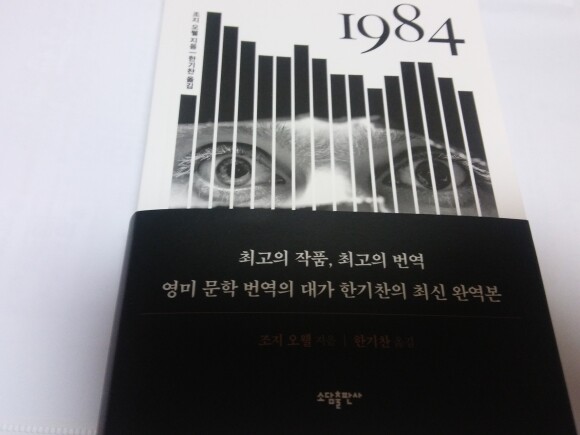 1984
조지 오웰 지음 | 한기찬 옮김
최고의 작품, 최고의 번역
영미 문학 번역의 대가 한기찬의 최신 완역본
조지 오웰 지음 | 한기찬 옮김
소담출판사